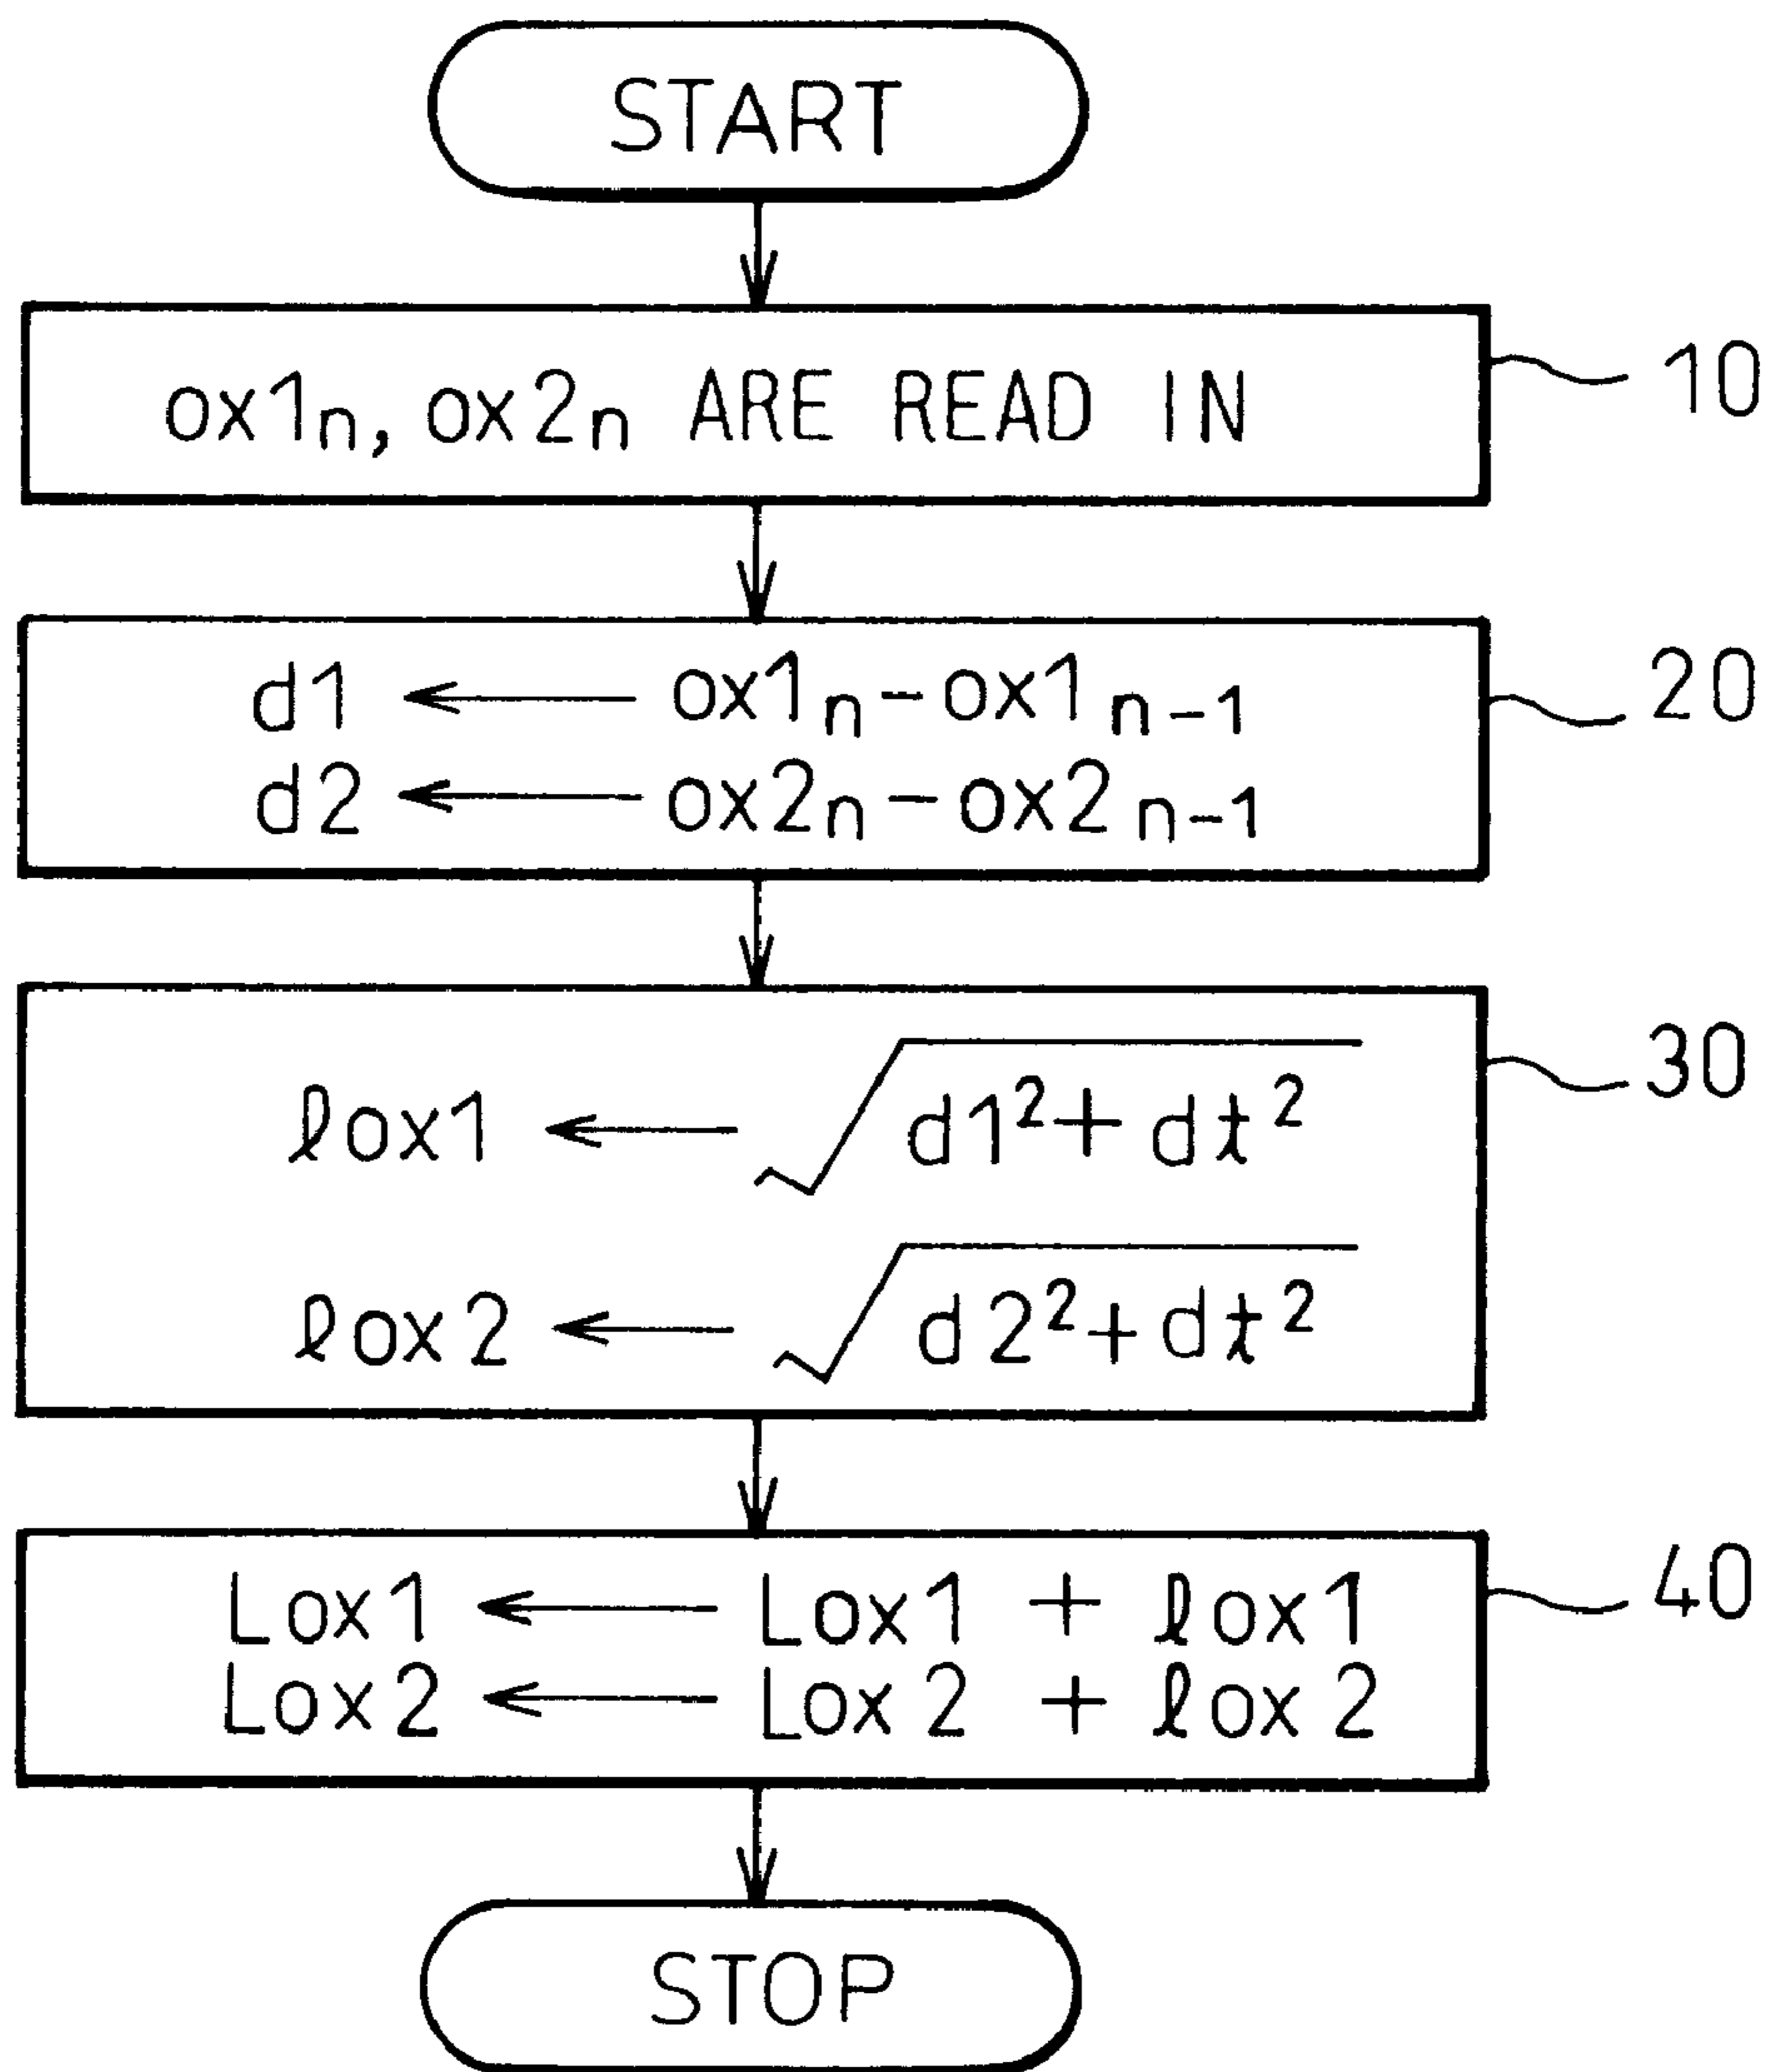 START
ox1ₙ, ox2ₙ ARE READ IN
10
d1 ← ox1ₙ - ox1ₙ₋₁
20
d2 ← ox2ₙ - ox2ₙ₋₁
30
ℓox1 ← √d1² + dt²
ℓox2 ← √d2² + dt²
40
Lox1 ← Lox1 + ℓox1
Lox2 ← Lox2 + ℓox2
STOP